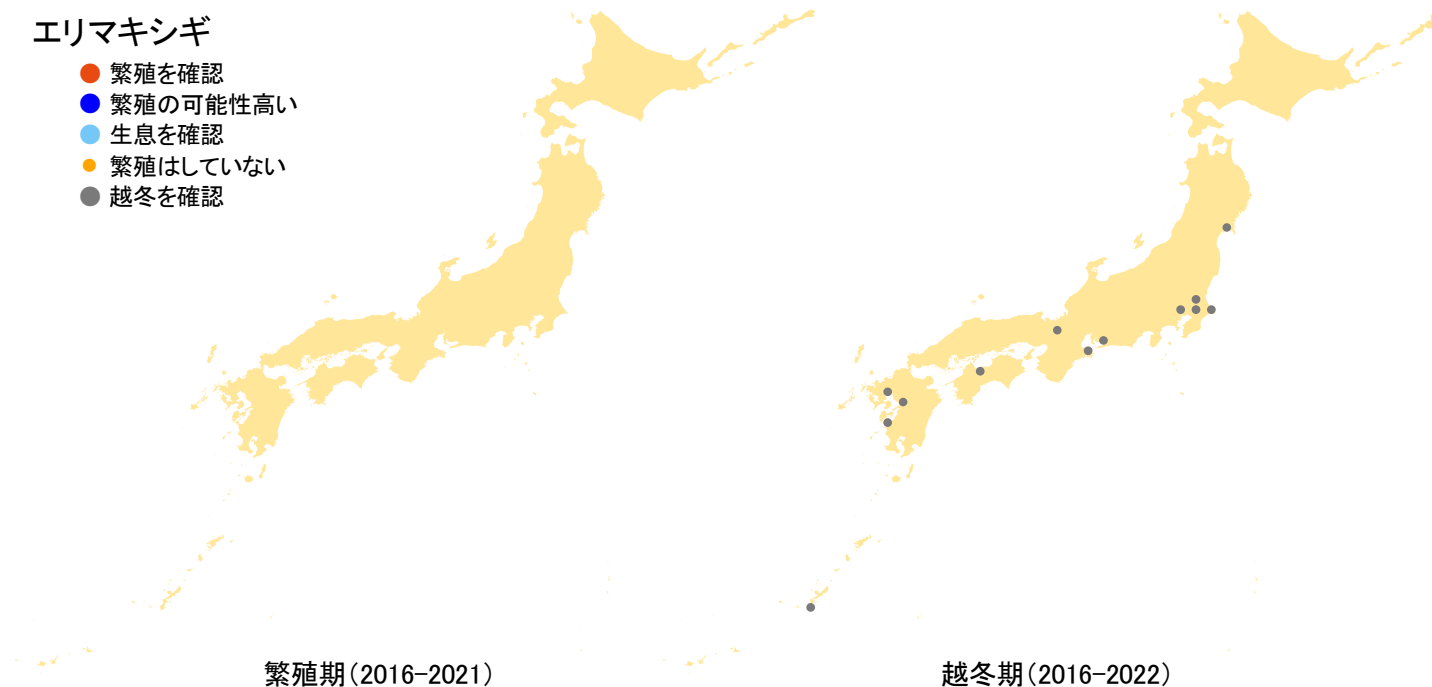 エリマキシギ
繁殖を確認
繁殖の可能性高い
生息を確認
繁殖はしていない
越冬を確認
繁殖期（2016-2021）
越冬期（2016-2022）